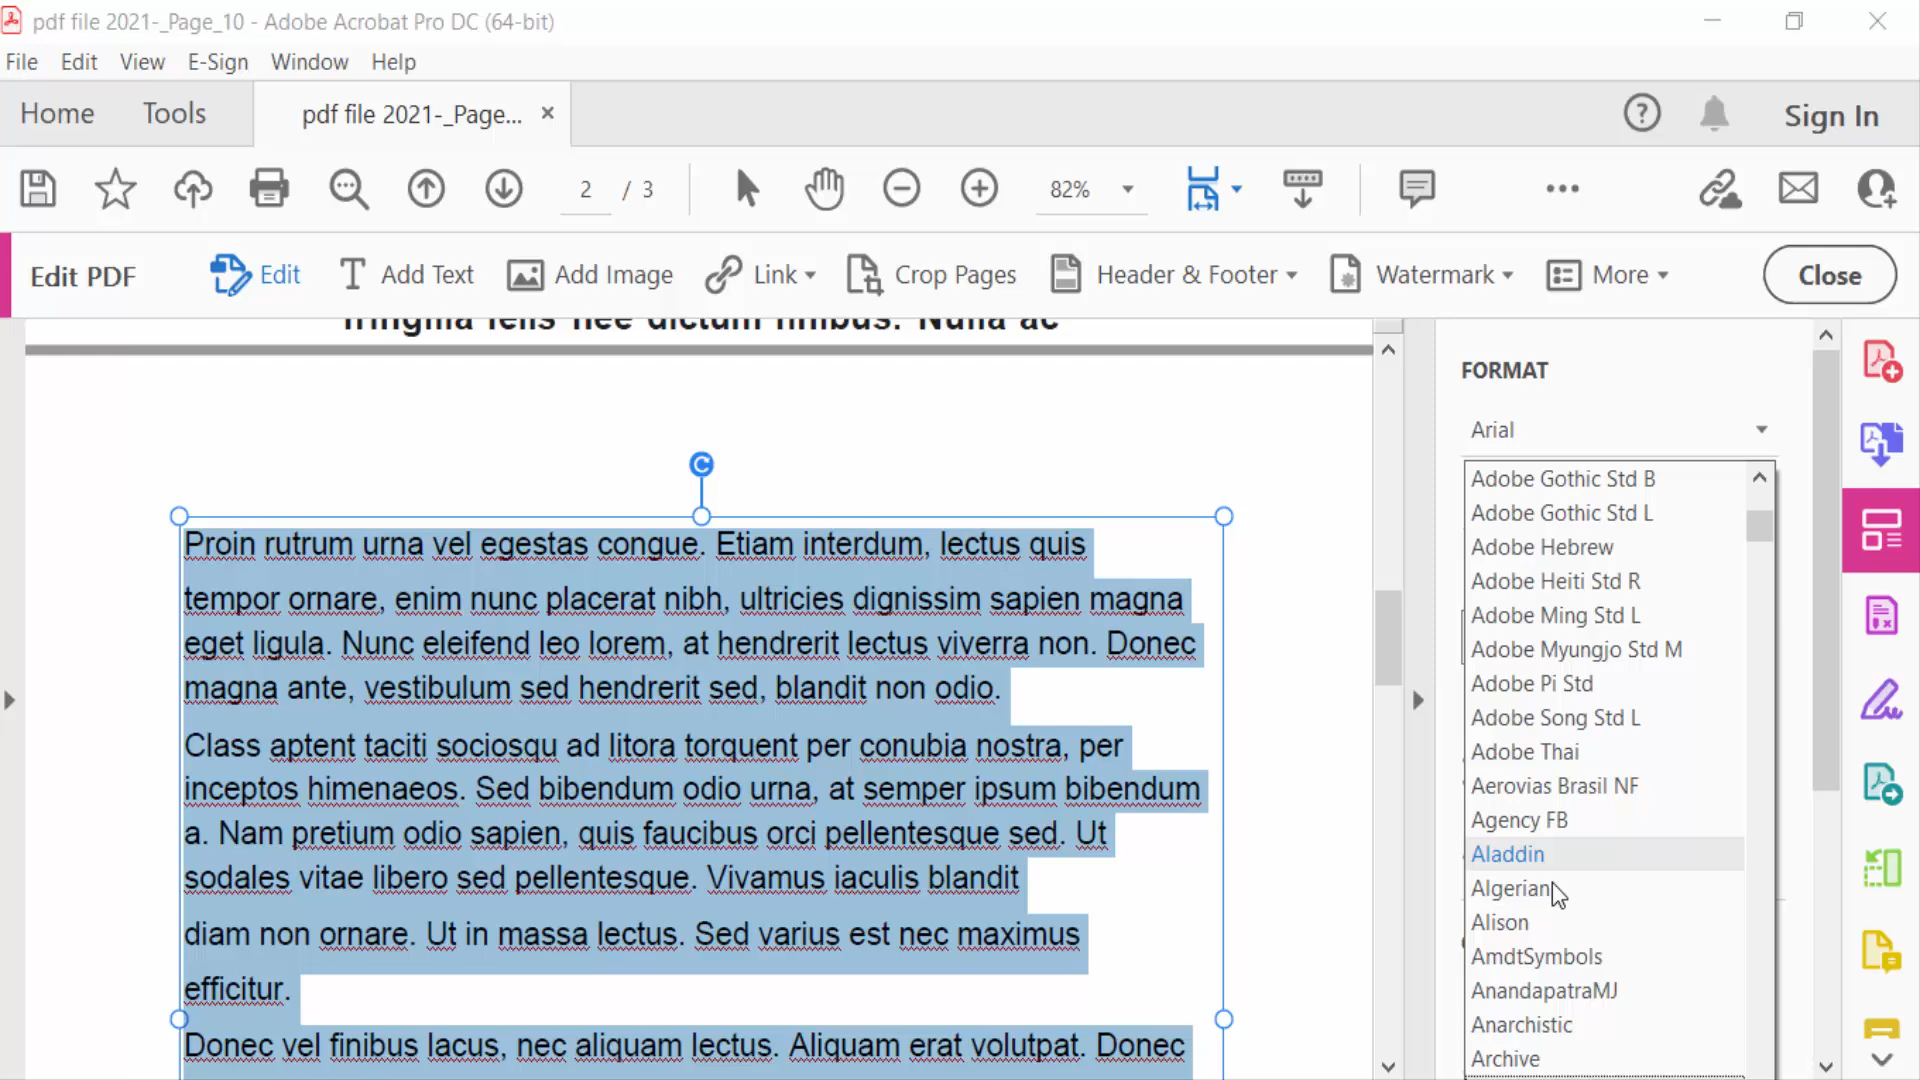 pdf file 2021-_Page_10 - Adobe Acrobat Pro DC (64-bit)
File Edit View E-Sign Window Help
Home Tools pdf file 2021-_Page... × Sign In
2 / 3 82%
Edit PDF Edit Add Text Add Image Link Crop Pages Header & Footer Watermark More Close
fringilla felis nec dictum finibus. Nulla ac
FORMAT
Arial
Adobe Gothic Std B
Adobe Gothic Std L
Adobe Hebrew
Adobe Heiti Std R
Adobe Ming Std L
Adobe Myungjo Std M
Adobe Pi Std
Adobe Song Std L
Adobe Thai
Aerovias Brasil NF
Agency FB
Aladdin
Algerian
Alison
AmdtSymbols
AnandapatraMJ
Anarchistic
Archive
Proin rutrum urna vel egestas congue. Etiam interdum, lectus quis
tempor ornare, enim nunc placerat nibh, ultricies dignissim sapien magna
eget ligula. Nunc eleifend leo lorem, at hendrerit lectus viverra non. Donec
magna ante, vestibulum sed hendrerit sed, blandit non odio.
Class aptent taciti sociosqu ad litora torquent per conubia nostra, per
inceptos himenaeos. Sed bibendum odio urna, at semper ipsum bibendum
a. Nam pretium odio sapien, quis faucibus orci pellentesque sed. Ut
sodales vitae libero sed pellentesque. Vivamus iaculis blandit
diam non ornare. Ut in massa lectus. Sed varius est nec maximus
efficitur.
Donec vel finibus lacus, nec aliquam lectus. Aliquam erat volutpat. Donec